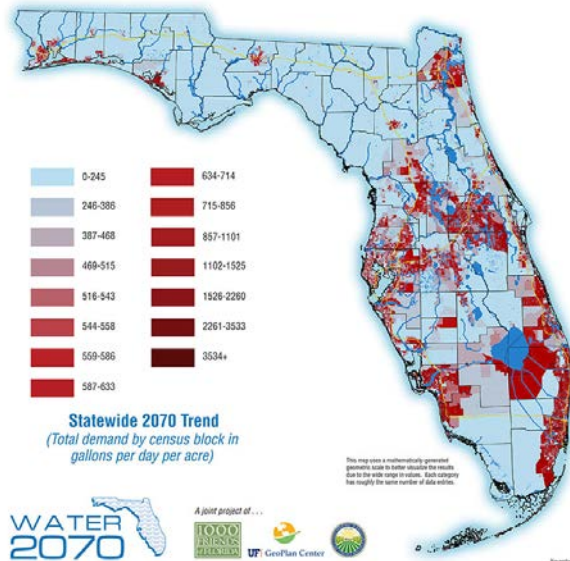 0-245
246-386
387-468
469-515
516-543
544-558
559-586
587-633
634-714
715-856
857-1101
1102-1525
1526-2260
2261-3533
3534+
Statewide 2070 Trend
(Total demand by census block in
gallons per day per acre)
This map uses a mathematically generated
geometric scale to better visualize the results
due to the wide range in values. Each category
has roughly the same number of data entries.
WATER
2070
A joint project of . . .
1000
FRIENDS
OF FLORIDA
UF GeoPlan Center